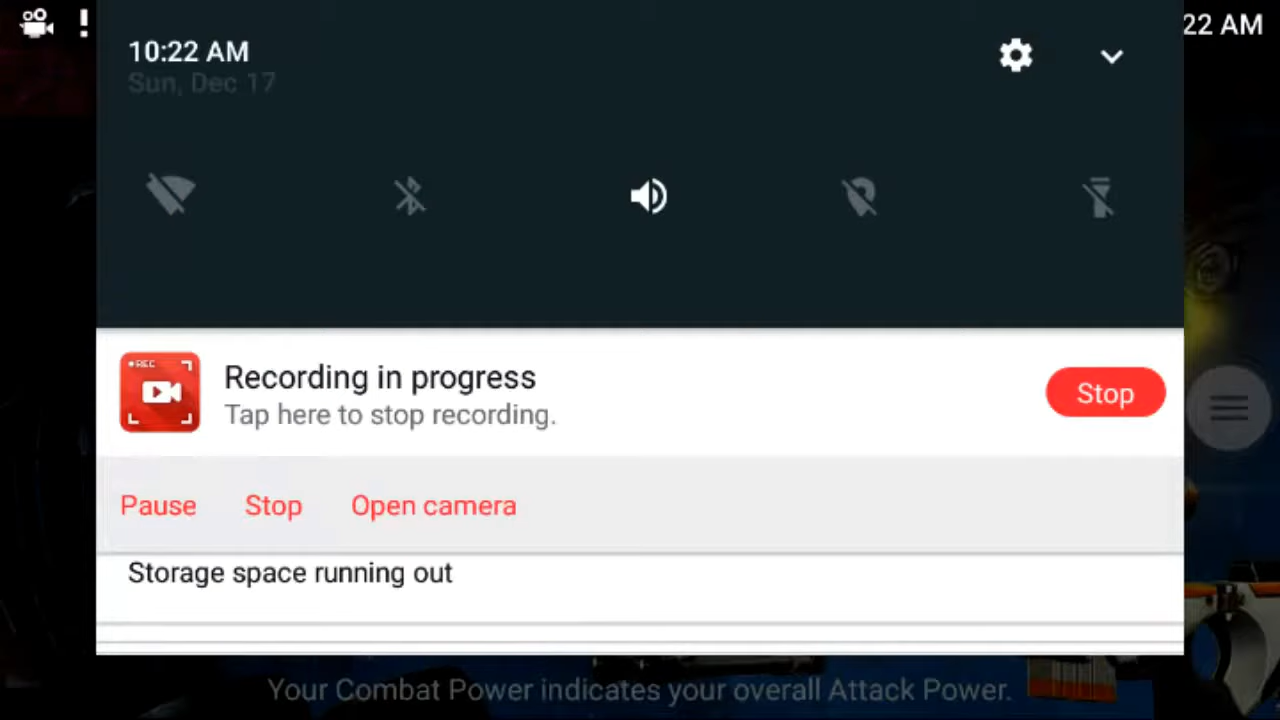 22 AM
10:22 AM
Sun, Dec 17
REC
Recording in progress
Tap here to stop recording.
Stop
Pause Stop Open camera
Storage space running out
Your Combat Power indicates your overall Attack Power.